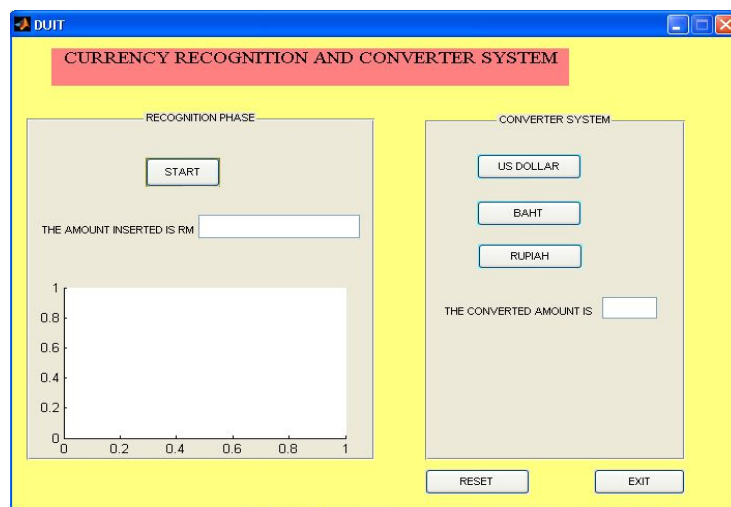 DUIT
CURRENCY RECOGNITION AND CONVERTER SYSTEM
RECOGNITION PHASE
START
THE AMOUNT INSERTED IS RM
1
0.8
0.6
0.4
0.2
0
0 0.2 0.4 0.6 0.8 1
CONVERTER SYSTEM
US DOLLAR
BAHT
RUPIAH
THE CONVERTED AMOUNT IS
RESET EXIT